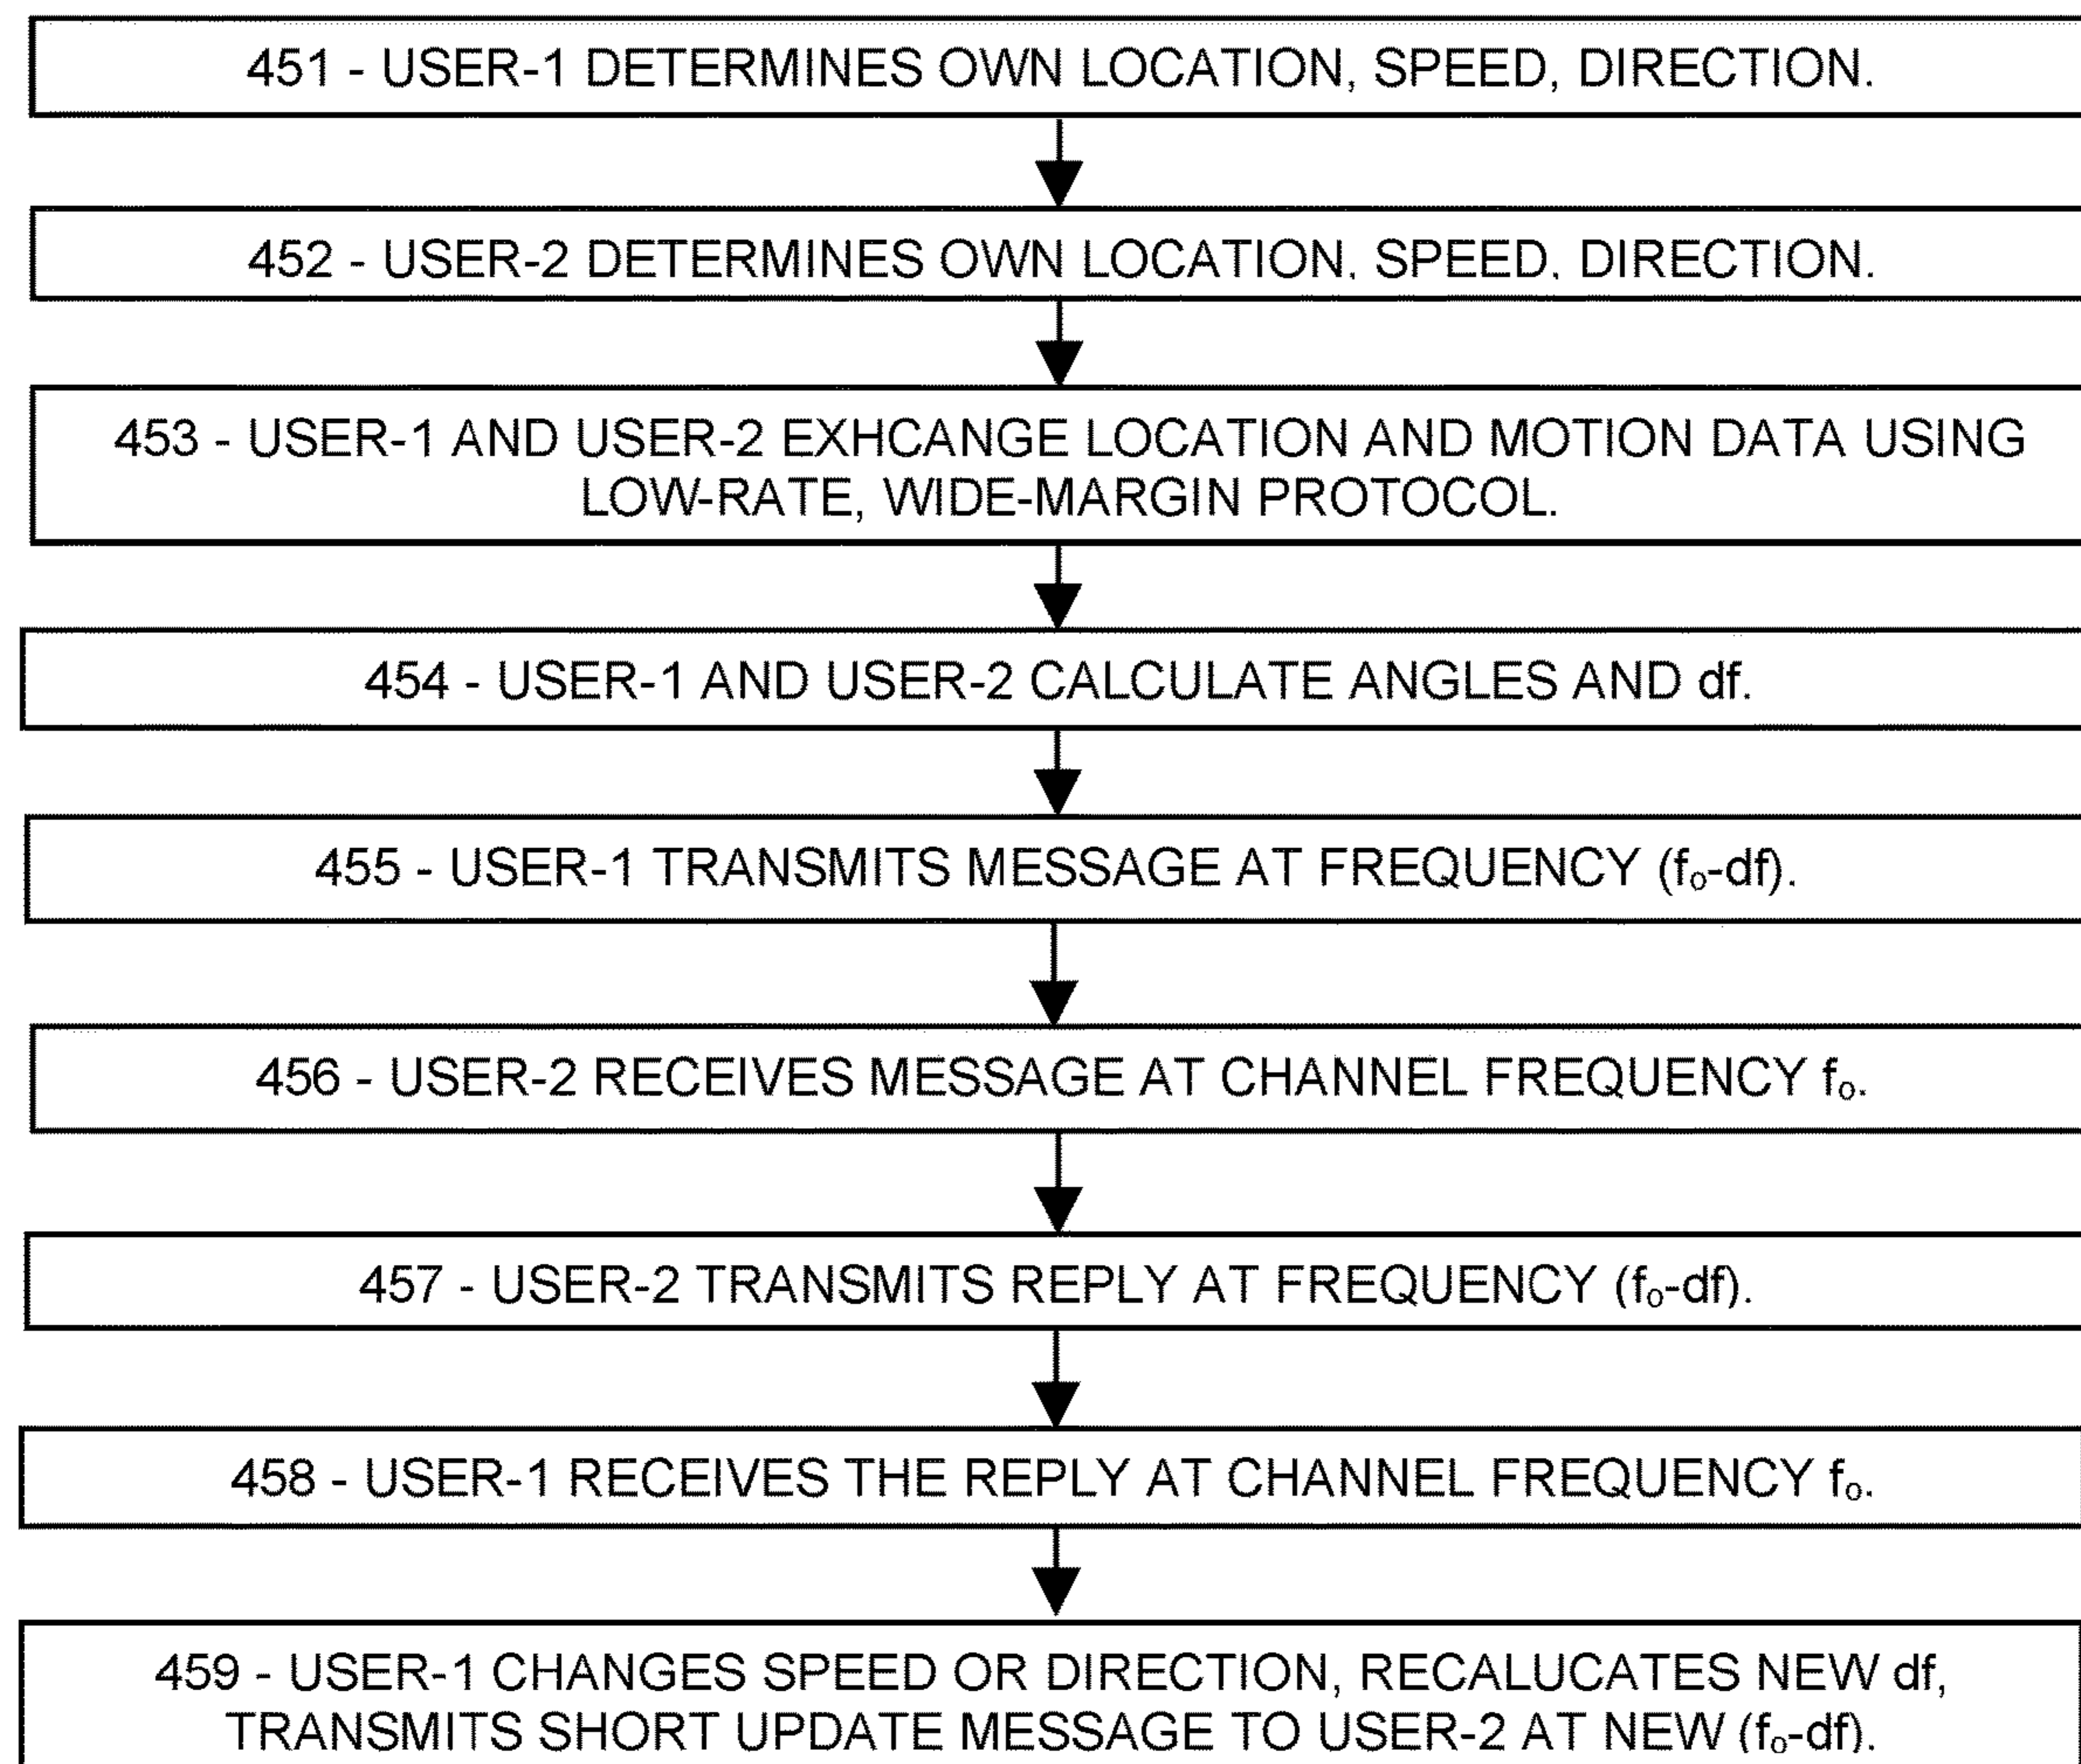 451 - USER-1 DETERMINES OWN LOCATION, SPEED, DIRECTION.
452 - USER-2 DETERMINES OWN LOCATION, SPEED, DIRECTION.
453 - USER-1 AND USER-2 EXHCANGE LOCATION AND MOTION DATA USING
LOW-RATE, WIDE-MARGIN PROTOCOL.
454 - USER-1 AND USER-2 CALCULATE ANGLES AND df.
455 - USER-1 TRANSMITS MESSAGE AT FREQUENCY (fₒ-df).
456 - USER-2 RECEIVES MESSAGE AT CHANNEL FREQUENCY fₒ.
457 - USER-2 TRANSMITS REPLY AT FREQUENCY (fₒ-df).
458 - USER-1 RECEIVES THE REPLY AT CHANNEL FREQUENCY fₒ.
459 - USER-1 CHANGES SPEED OR DIRECTION, RECALUCATES NEW df,
TRANSMITS SHORT UPDATE MESSAGE TO USER-2 AT NEW (fₒ-df).